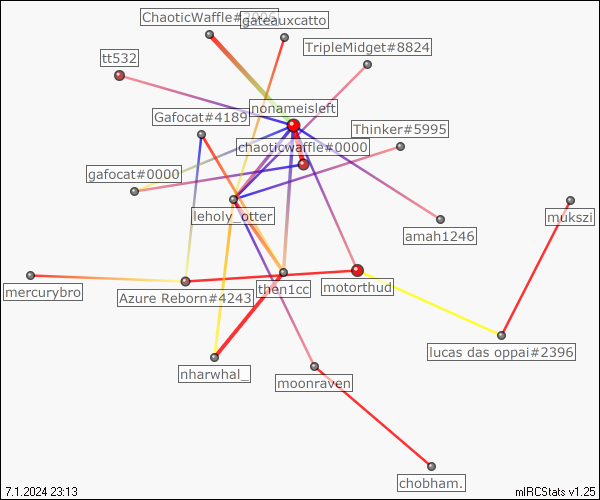 ChaoticWaffle#2006
gateauxcatto
TripleMidget#8824
tt532
nonameisleft
Gafocat#4189
Thinker#5995
chaoticwaffle#0000
gafocat#0000
leholy_otter
mukszi
amah1246
mercurybro
Azure Reborn#4243
then1cc
motorthud
lucas das oppai#2396
nharwhal_
moonraven
chobham.
7.1.2024 23:13
mIRCStats v1.25